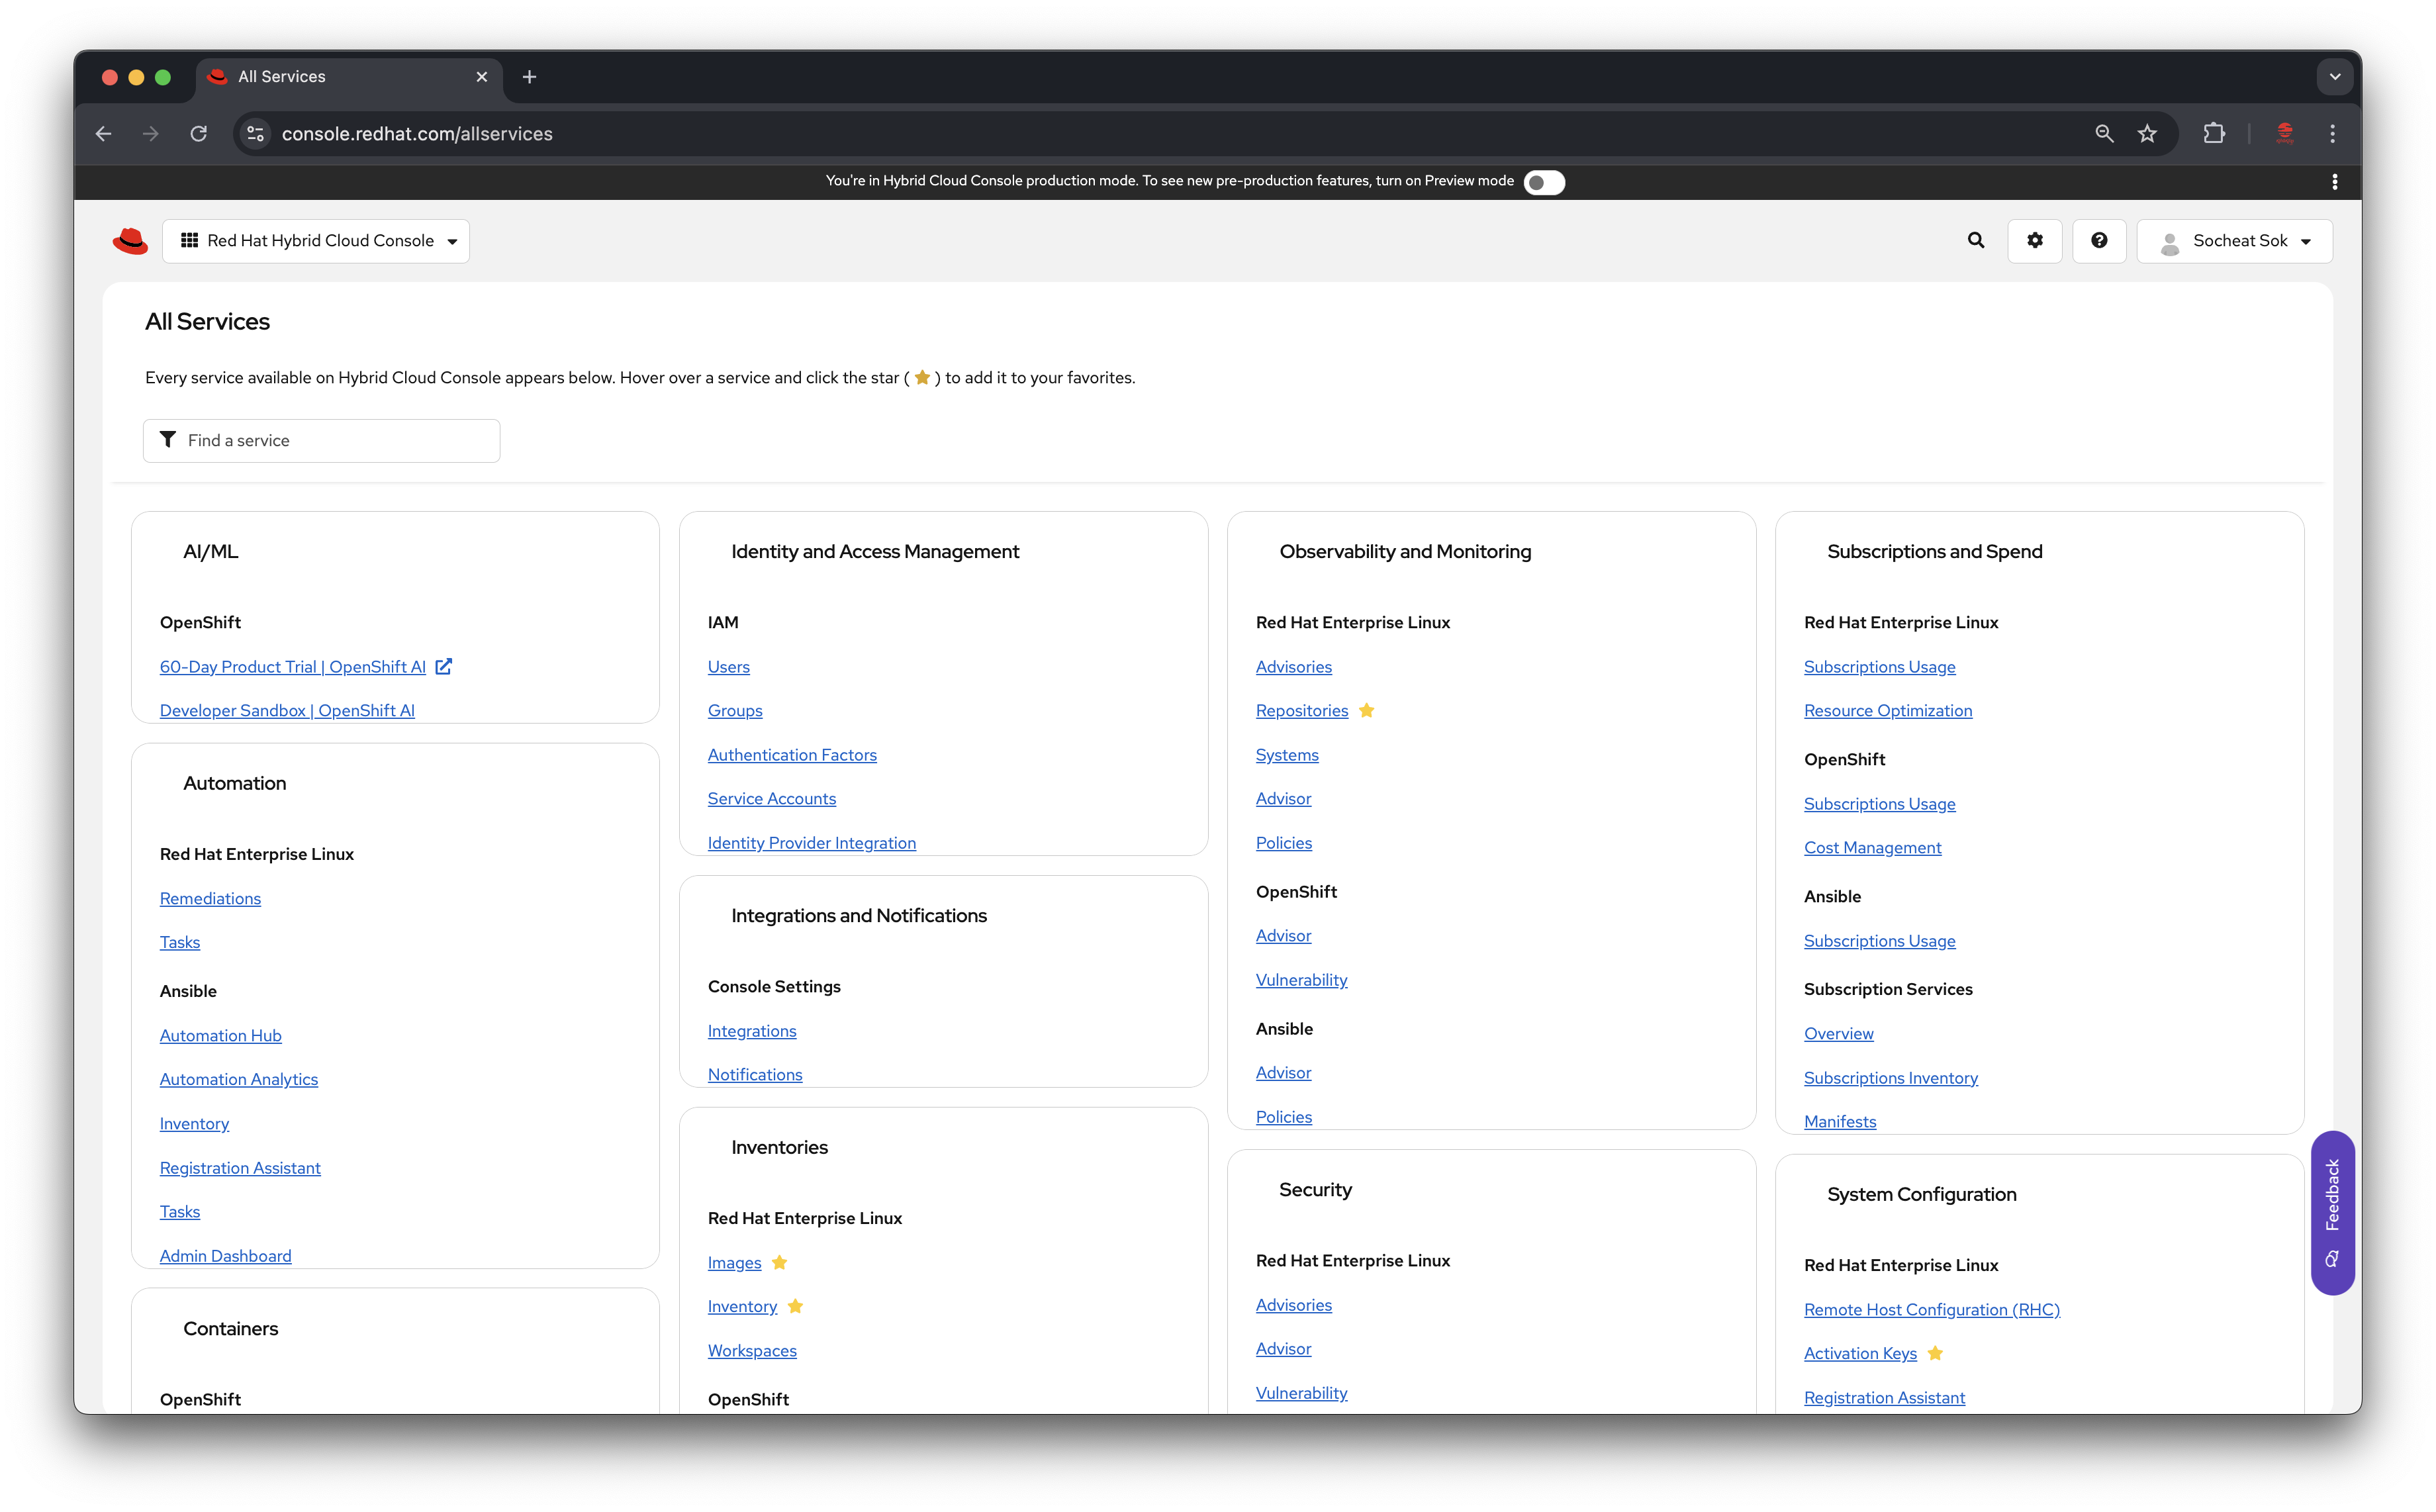 All Services
console.redhat.com/allservices
You're in Hybrid Cloud Console production mode. To see new pre-production features, turn on Preview mode
Red Hat Hybrid Cloud Console
Socheat Sok
All Services
Every service available on Hybrid Cloud Console appears below. Hover over a service and click the star ( ) to add it to your favorites.
Find a service
AI/ML
OpenShift
60-Day Product Trial | OpenShift AI
Developer Sandbox | OpenShift AI
Automation
Red Hat Enterprise Linux
Remediations
Tasks
Ansible
Automation Hub
Automation Analytics
Inventory
Registration Assistant
Tasks
Admin Dashboard
Containers
OpenShift
Identity and Access Management
IAM
Users
Groups
Authentication Factors
Service Accounts
Identity Provider Integration
Integrations and Notifications
Console Settings
Integrations
Notifications
Inventories
Red Hat Enterprise Linux
Images
Inventory
Workspaces
OpenShift
Observability and Monitoring
Red Hat Enterprise Linux
Advisories
Repositories
Systems
Advisor
Policies
OpenShift
Advisor
Vulnerability
Ansible
Advisor
Policies
Security
Red Hat Enterprise Linux
Advisories
Advisor
Vulnerability
Subscriptions and Spend
Red Hat Enterprise Linux
Subscriptions Usage
Resource Optimization
OpenShift
Subscriptions Usage
Cost Management
Ansible
Subscriptions Usage
Subscription Services
Overview
Subscriptions Inventory
Manifests
System Configuration
Red Hat Enterprise Linux
Remote Host Configuration (RHC)
Activation Keys
Registration Assistant
Feedback